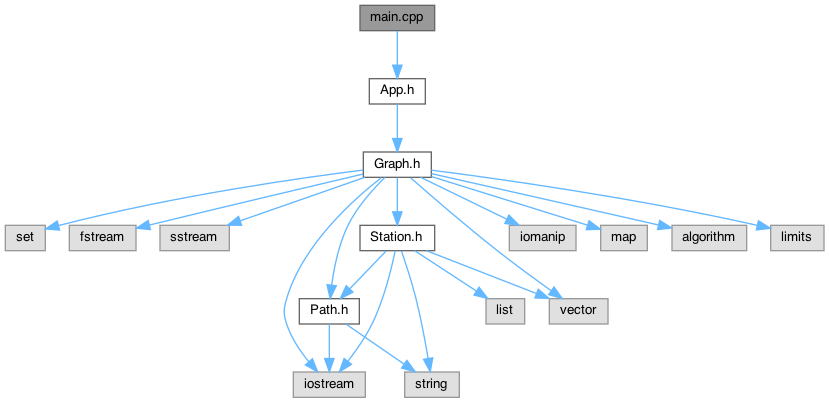 main.cpp
App.h
Graph.h
set
fstream
sstream
Station.h
iomanip
map
algorithm
limits
Path.h
list
vector
iostream
string